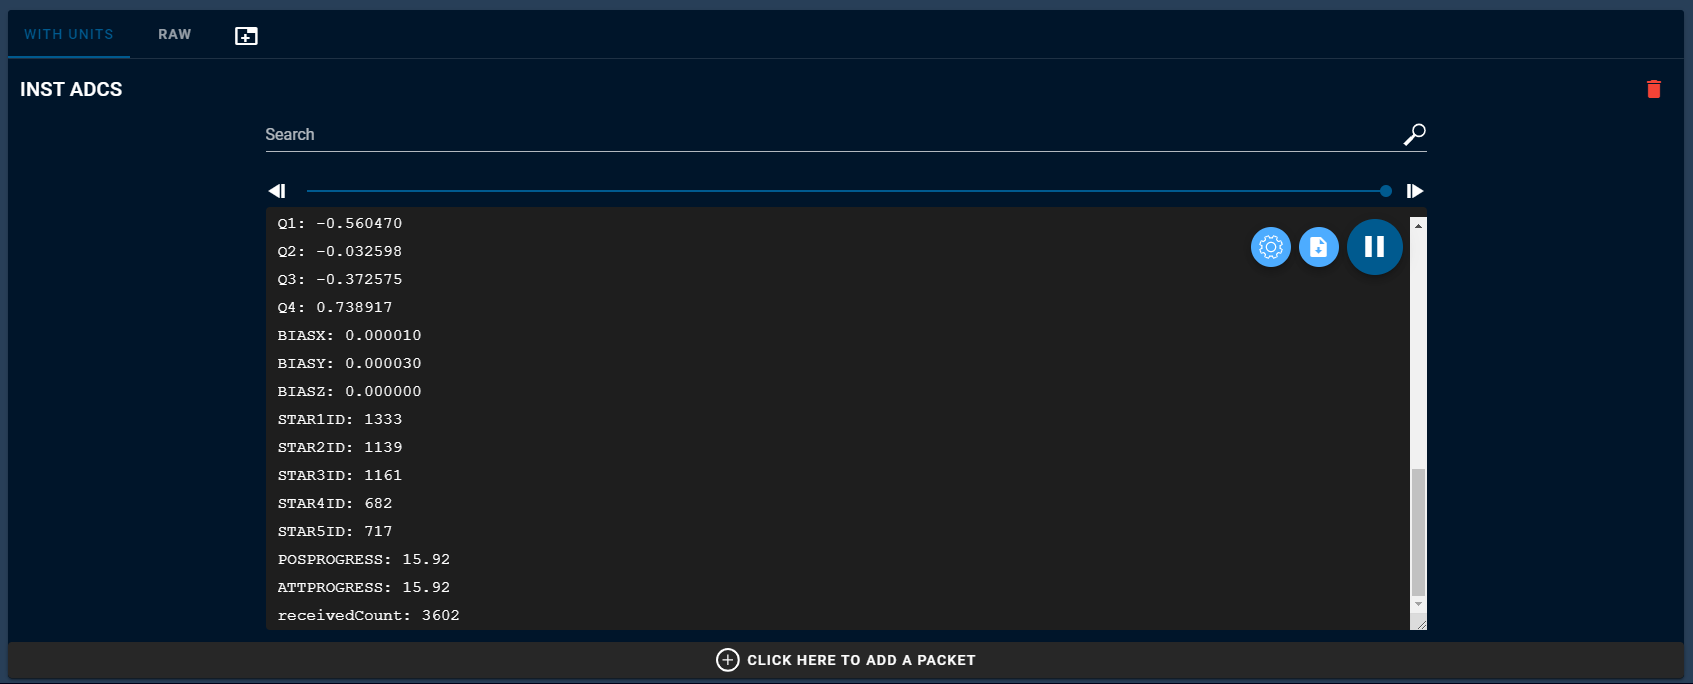 WITH UNITS RAW
INST ADCS
Search
Q1: -0.560470
Q2: -0.032598
Q3: -0.372575
Q4: 0.738917
BIASX: 0.000010
BIASY: 0.000030
BIASZ: 0.000000
STAR1ID: 1333
STAR2ID: 1139
STAR3ID: 1161
STAR4ID: 682
STAR5ID: 717
POSPROGRESS: 15.92
ATTPROGRESS: 15.92
receivedCount: 3602
CLICK HERE TO ADD A PACKET